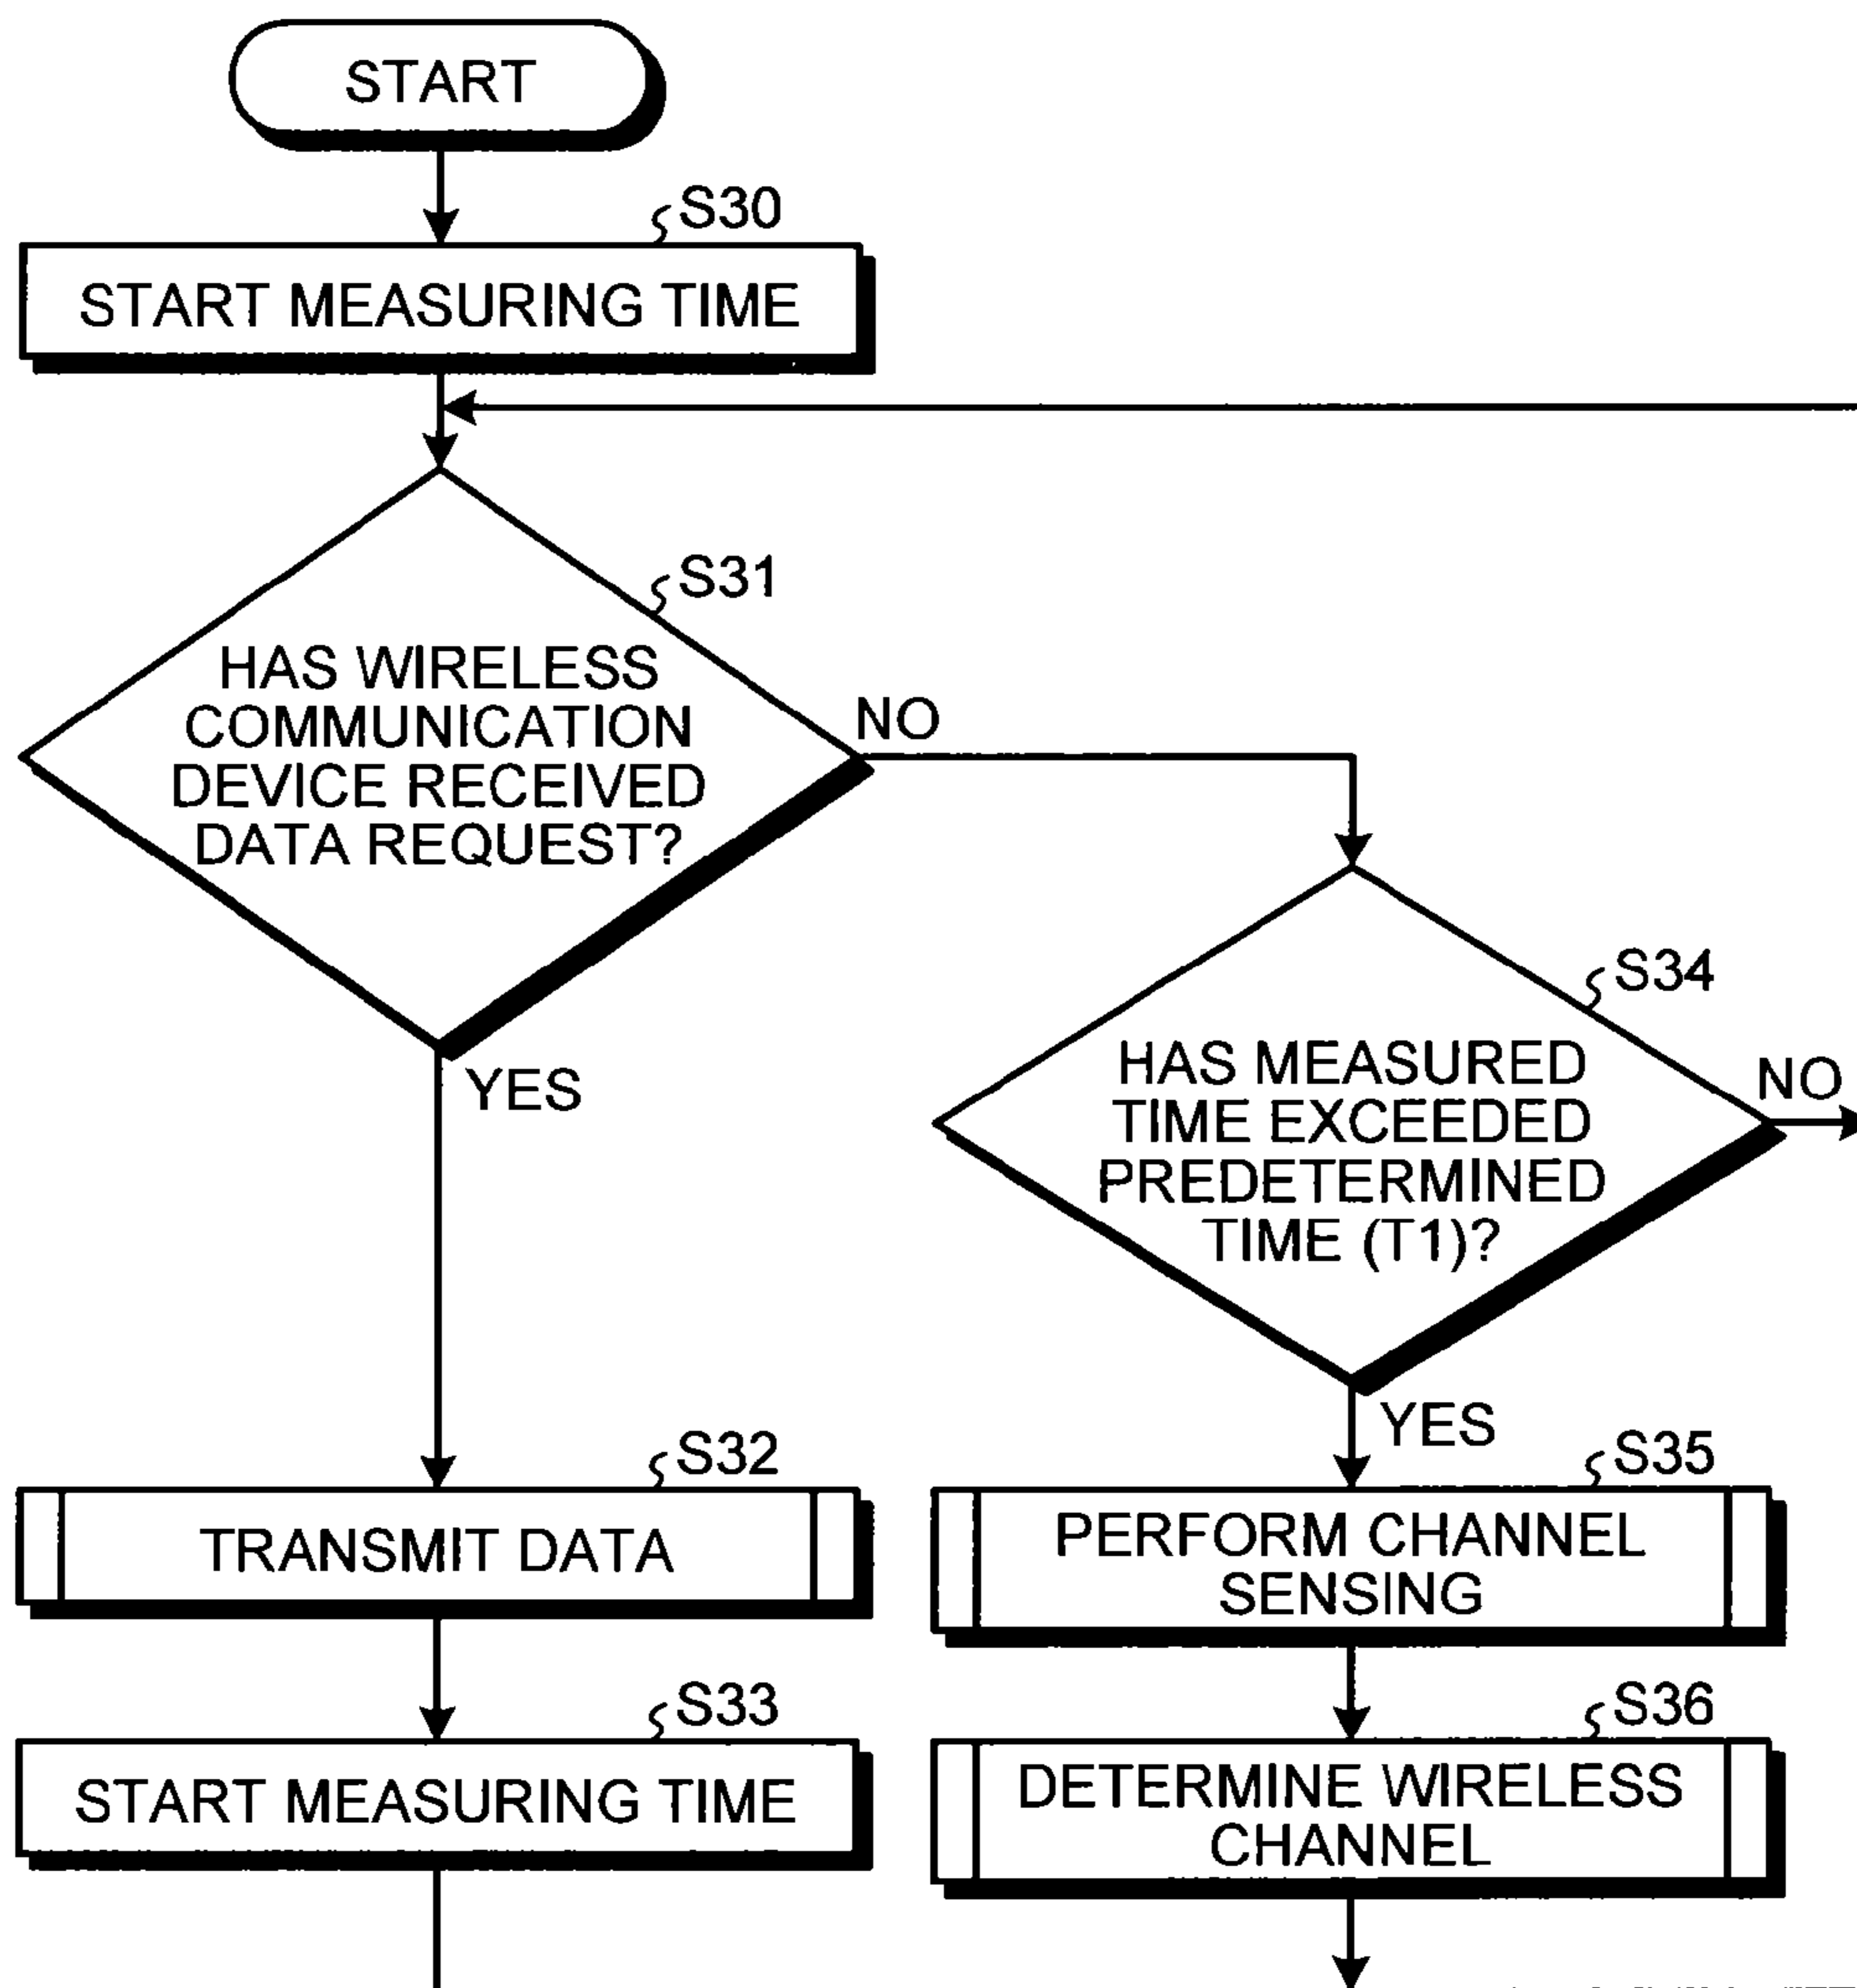 START
S30
START MEASURING TIME
S31
HAS WIRELESS
COMMUNICATION
DEVICE RECEIVED
DATA REQUEST?
NO
YES
S34
HAS MEASURED
TIME EXCEEDED
PREDETERMINED
TIME (T1)?
NO
YES
S32
TRANSMIT DATA
S35
PERFORM CHANNEL
SENSING
S33
START MEASURING TIME
S36
DETERMINE WIRELESS
CHANNEL